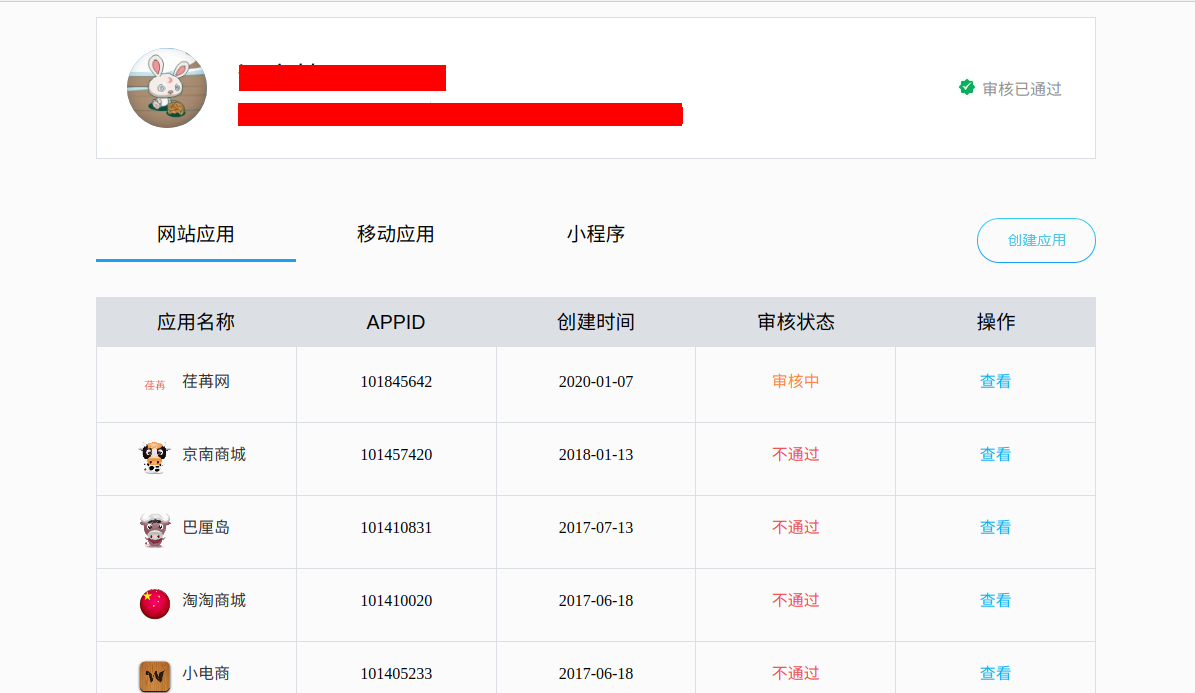 审核已通过
网站应用 移动应用 小程序 创建应用
应用名称 APPID 创建时间 审核状态 操作
荏苒 荏苒网 101845642 2020-01-07 审核中 查看
京南商城 101457420 2018-01-13 不通过 查看
巴厘岛 101410831 2017-07-13 不通过 查看
淘淘商城 101410020 2017-06-18 不通过 查看
小电商 101405233 2017-06-18 不通过 查看